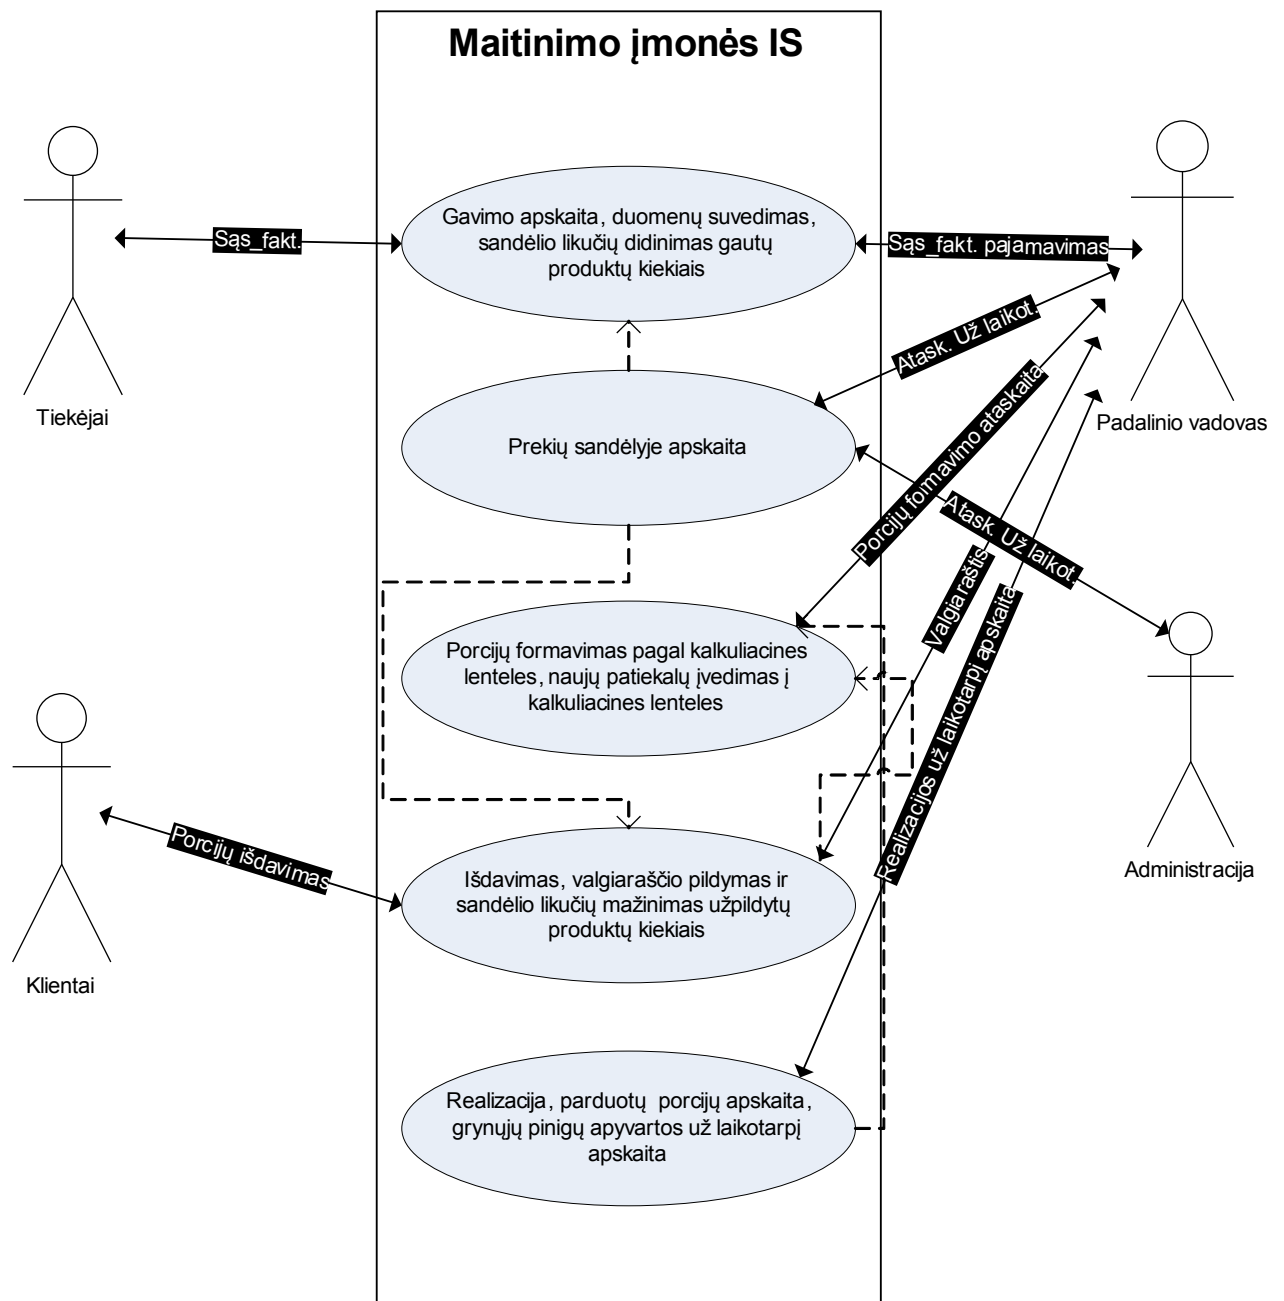 Maitinimo įmonės IS
Gavimo apskaita, duomenų suvedimas,
sandėlio likučių didinimas gautų
produktų kiekiais
Sąs_fakt.
Sąs_fakt. pajamavimas
Atask. Už laikot.
Tiekėjai
Padalinio vadovas
Prekių sandėlyje apskaita
Porcijų formavimo ataskaita
Atask. Už laikot.
Valgiaraštis
Realizacijos už laikotarpį apskaita
Porcijų formavimas pagal kalkuliacines
lenteles, naujų patiekalų įvedimas į
kalkuliacines lenteles
Porcijų išdavimas
Administracija
Išdavimas, valgiaraščio pildymas ir
sandėlio likučių mažinimas užpildytų
produktų kiekiais
Klientai
Realizacija, parduotų  porcijų apskaita,
grynųjų pinigų apyvartos už laikotarpį
apskaita